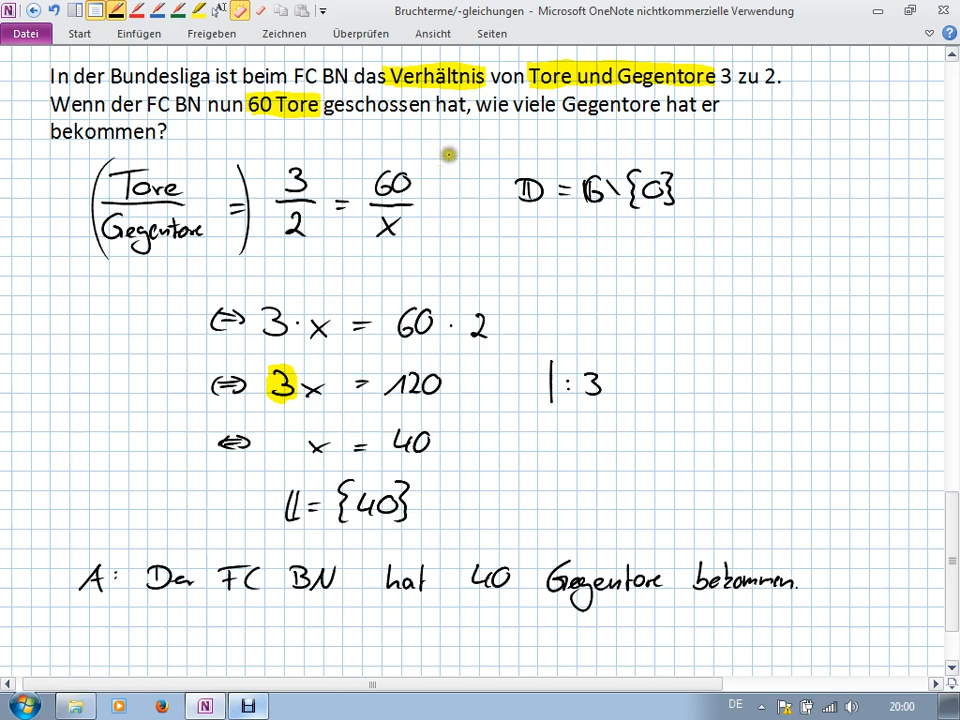 Bruchterme/-gleichungen - Microsoft OneNote nichtkommerzielle Verwendung
Datei Start Einfügen Freigeben Zeichnen Überprüfen Ansicht Seiten
In der Bundesliga ist beim FC BN das Verhältnis von Tore und Gegentore 3 zu 2.
Wenn der FC BN nun 60 Tore geschossen hat, wie viele Gegentore hat er
bekommen?
(Tore/Gegentore =) 3/2 = 60/x    𝔻 = G\{0}
⇔ 3·x = 60·2
⇔ 3x = 120    |:3
⇔ x = 40
𝕃 = {40}
A: Der FC BN hat 40 Gegentore bekommen.
DE 20:00